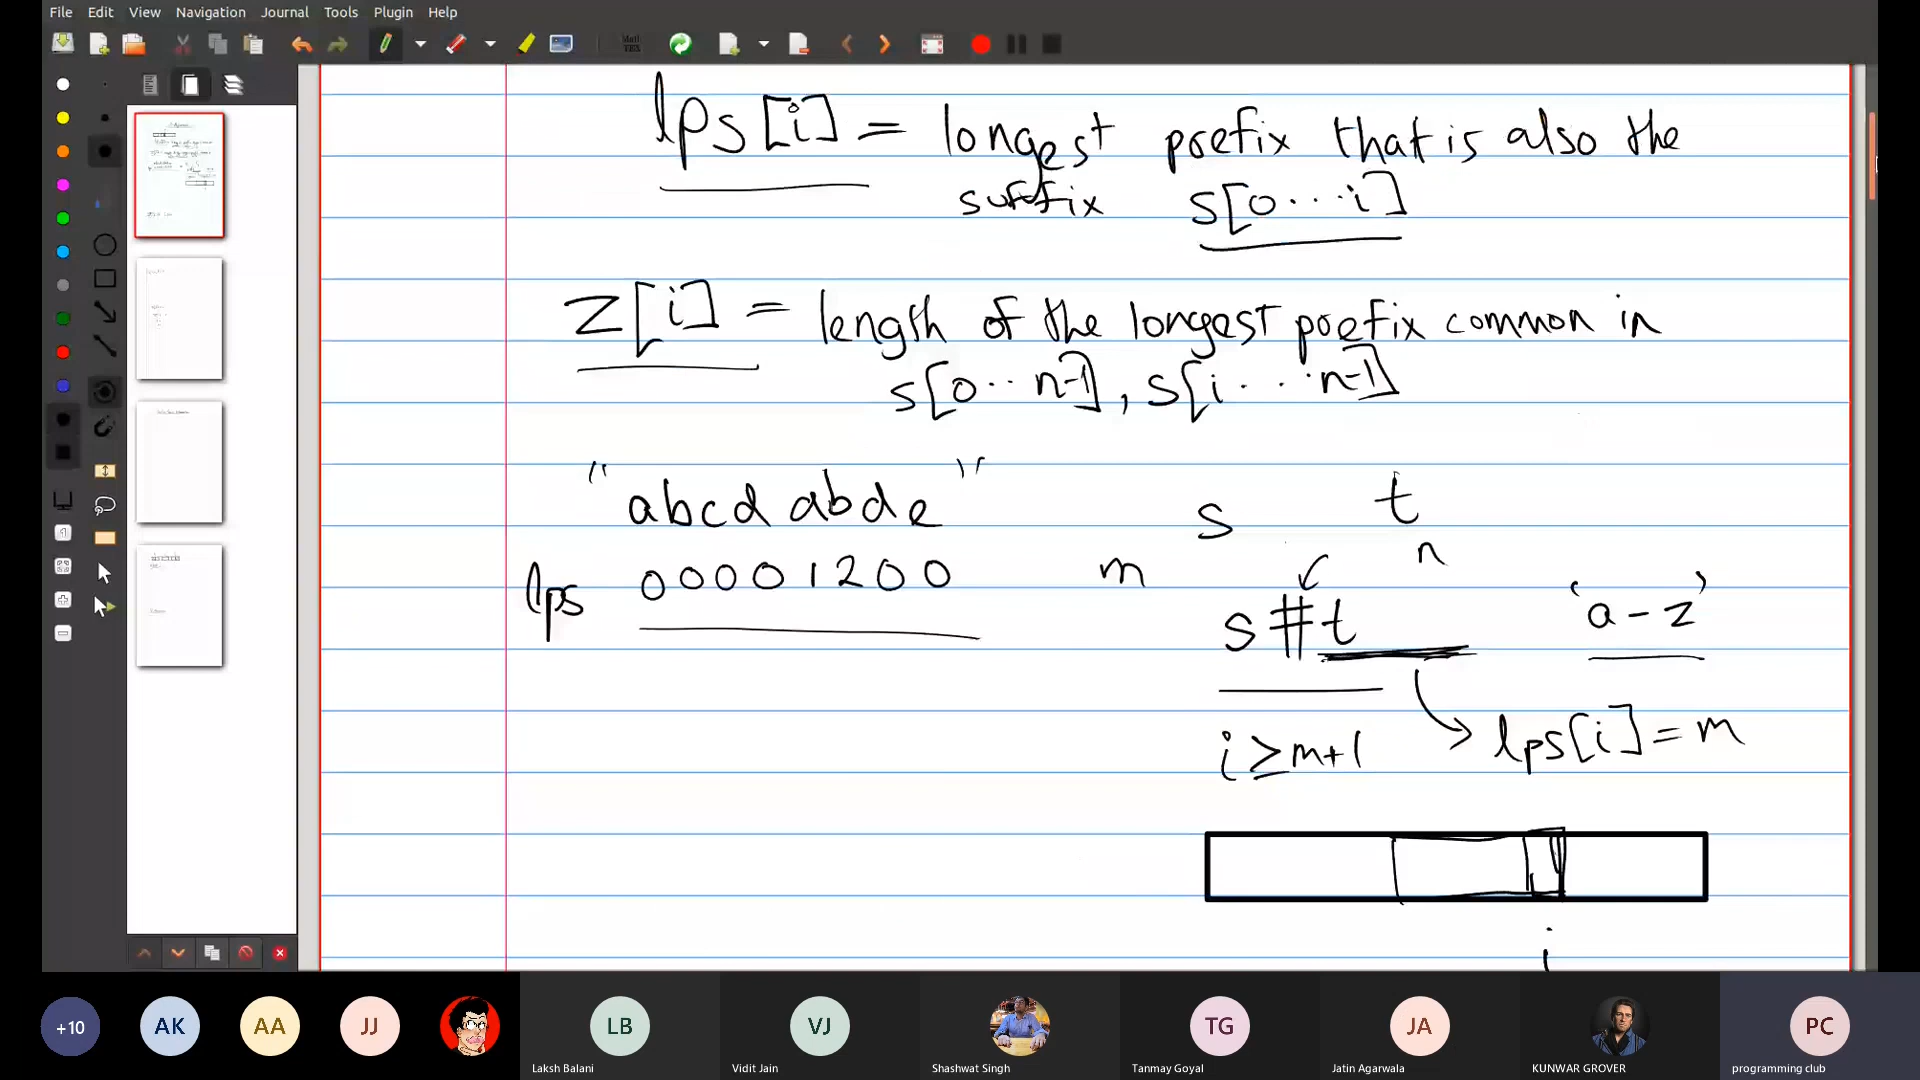 File Edit View Navigation Journal Tools Plugin Help
lps[i] = longest prefix that is also the
suffix s[0...i]
z[i] = length of the longest prefix common in
s[0..n-1], s[i...n-1]
"abcdabde"
lps 00001200
s t
m n
s#t 'a-z'
i≥m+1 lps[i]=m
i
+10 AK AA JJ LB VJ TG JA PC
Laksh Balani Vidit Jain Shashwat Singh Tanmay Goyal Jatin Agarwala KUNWAR GROVER programming club